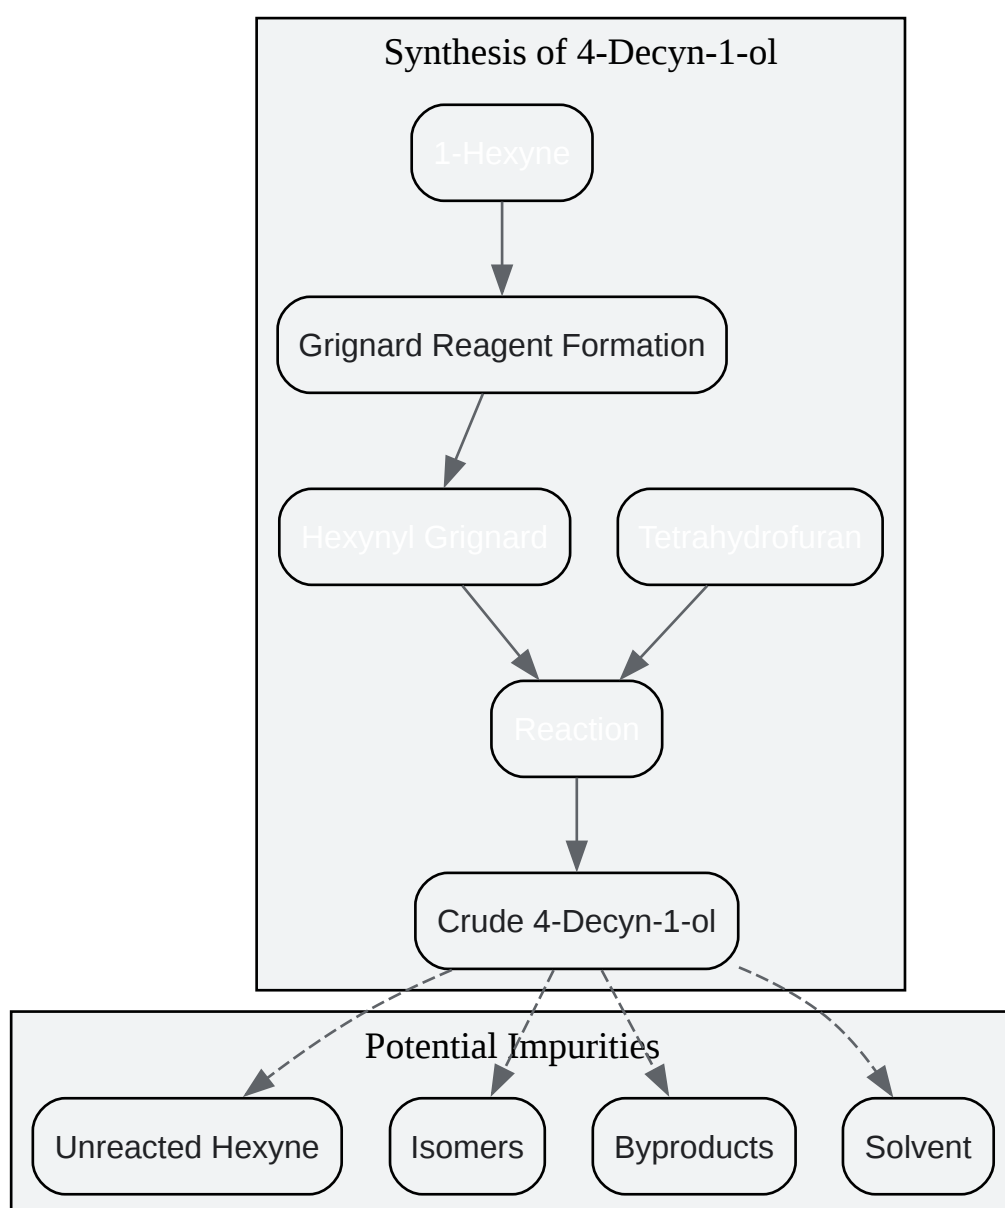 Synthesis of 4-Decyn-1-ol
1-Hexyne
Grignard Reagent Formation
Hexynyl Grignard
Tetrahydrofuran
Reaction
Crude 4-Decyn-1-ol
Potential Impurities
Unreacted Hexyne
Isomers
Byproducts
Solvent